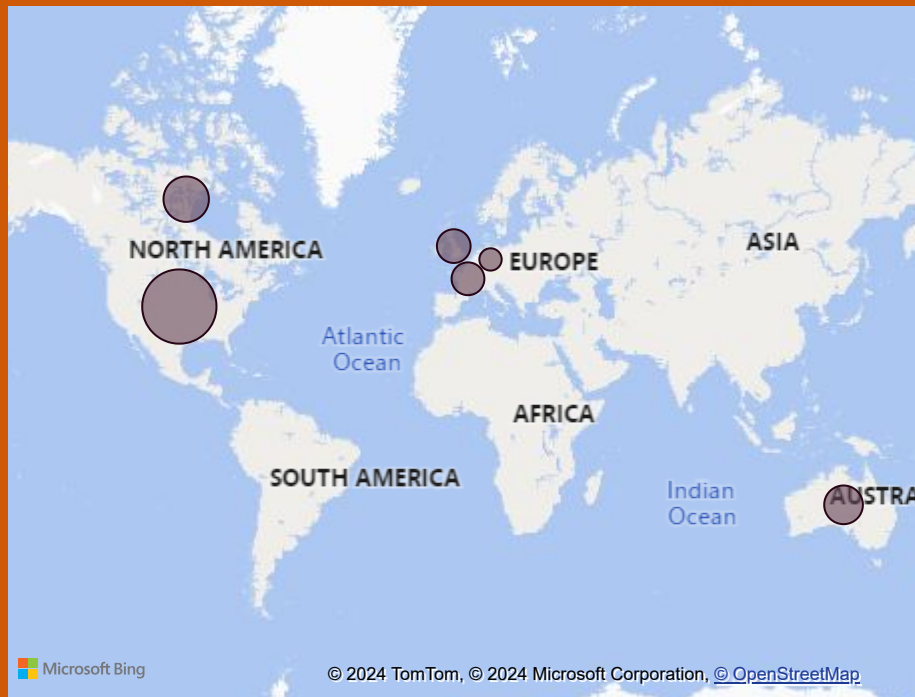 NORTH AMERICA
EUROPE
ASIA
Atlantic
Ocean
AFRICA
SOUTH AMERICA
Indian
Ocean
AUSTRA
Microsoft Bing
© 2024 TomTom, © 2024 Microsoft Corporation, © OpenStreetMap